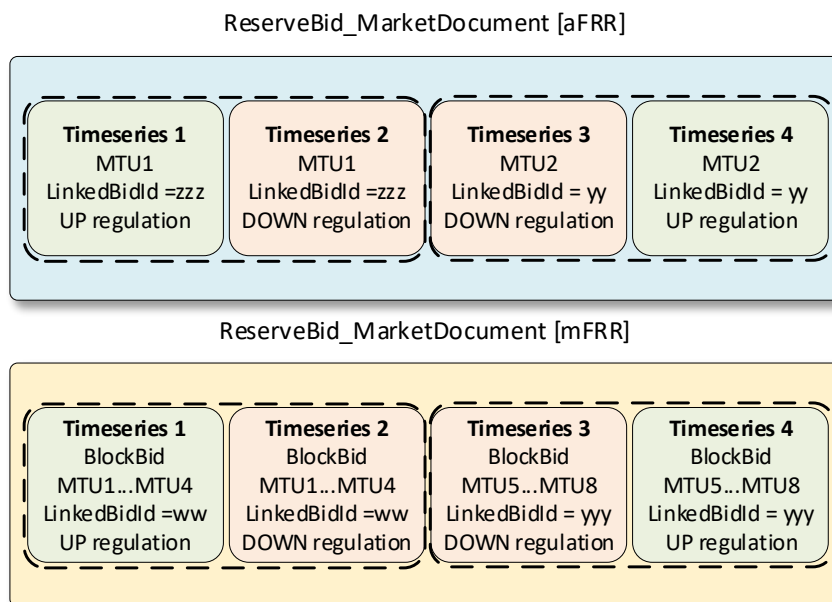 ReserveBid_MarketDocument [aFRR]
Timeseries 1
MTU1
LinkedBidId =zzz
UP regulation
Timeseries 2
MTU1
LinkedBidId =zzz
DOWN regulation
Timeseries 3
MTU2
LinkedBidId = yy
DOWN regulation
Timeseries 4
MTU2
LinkedBidId = yy
UP regulation
ReserveBid_MarketDocument [mFRR]
Timeseries 1
BlockBid
MTU1...MTU4
LinkedBidId =ww
UP regulation
Timeseries 2
BlockBid
MTU1...MTU4
LinkedBidId =ww
DOWN regulation
Timeseries 3
BlockBid
MTU5...MTU8
LinkedBidId = yyy
DOWN regulation
Timeseries 4
BlockBid
MTU5...MTU8
LinkedBidId = yyy
UP regulation